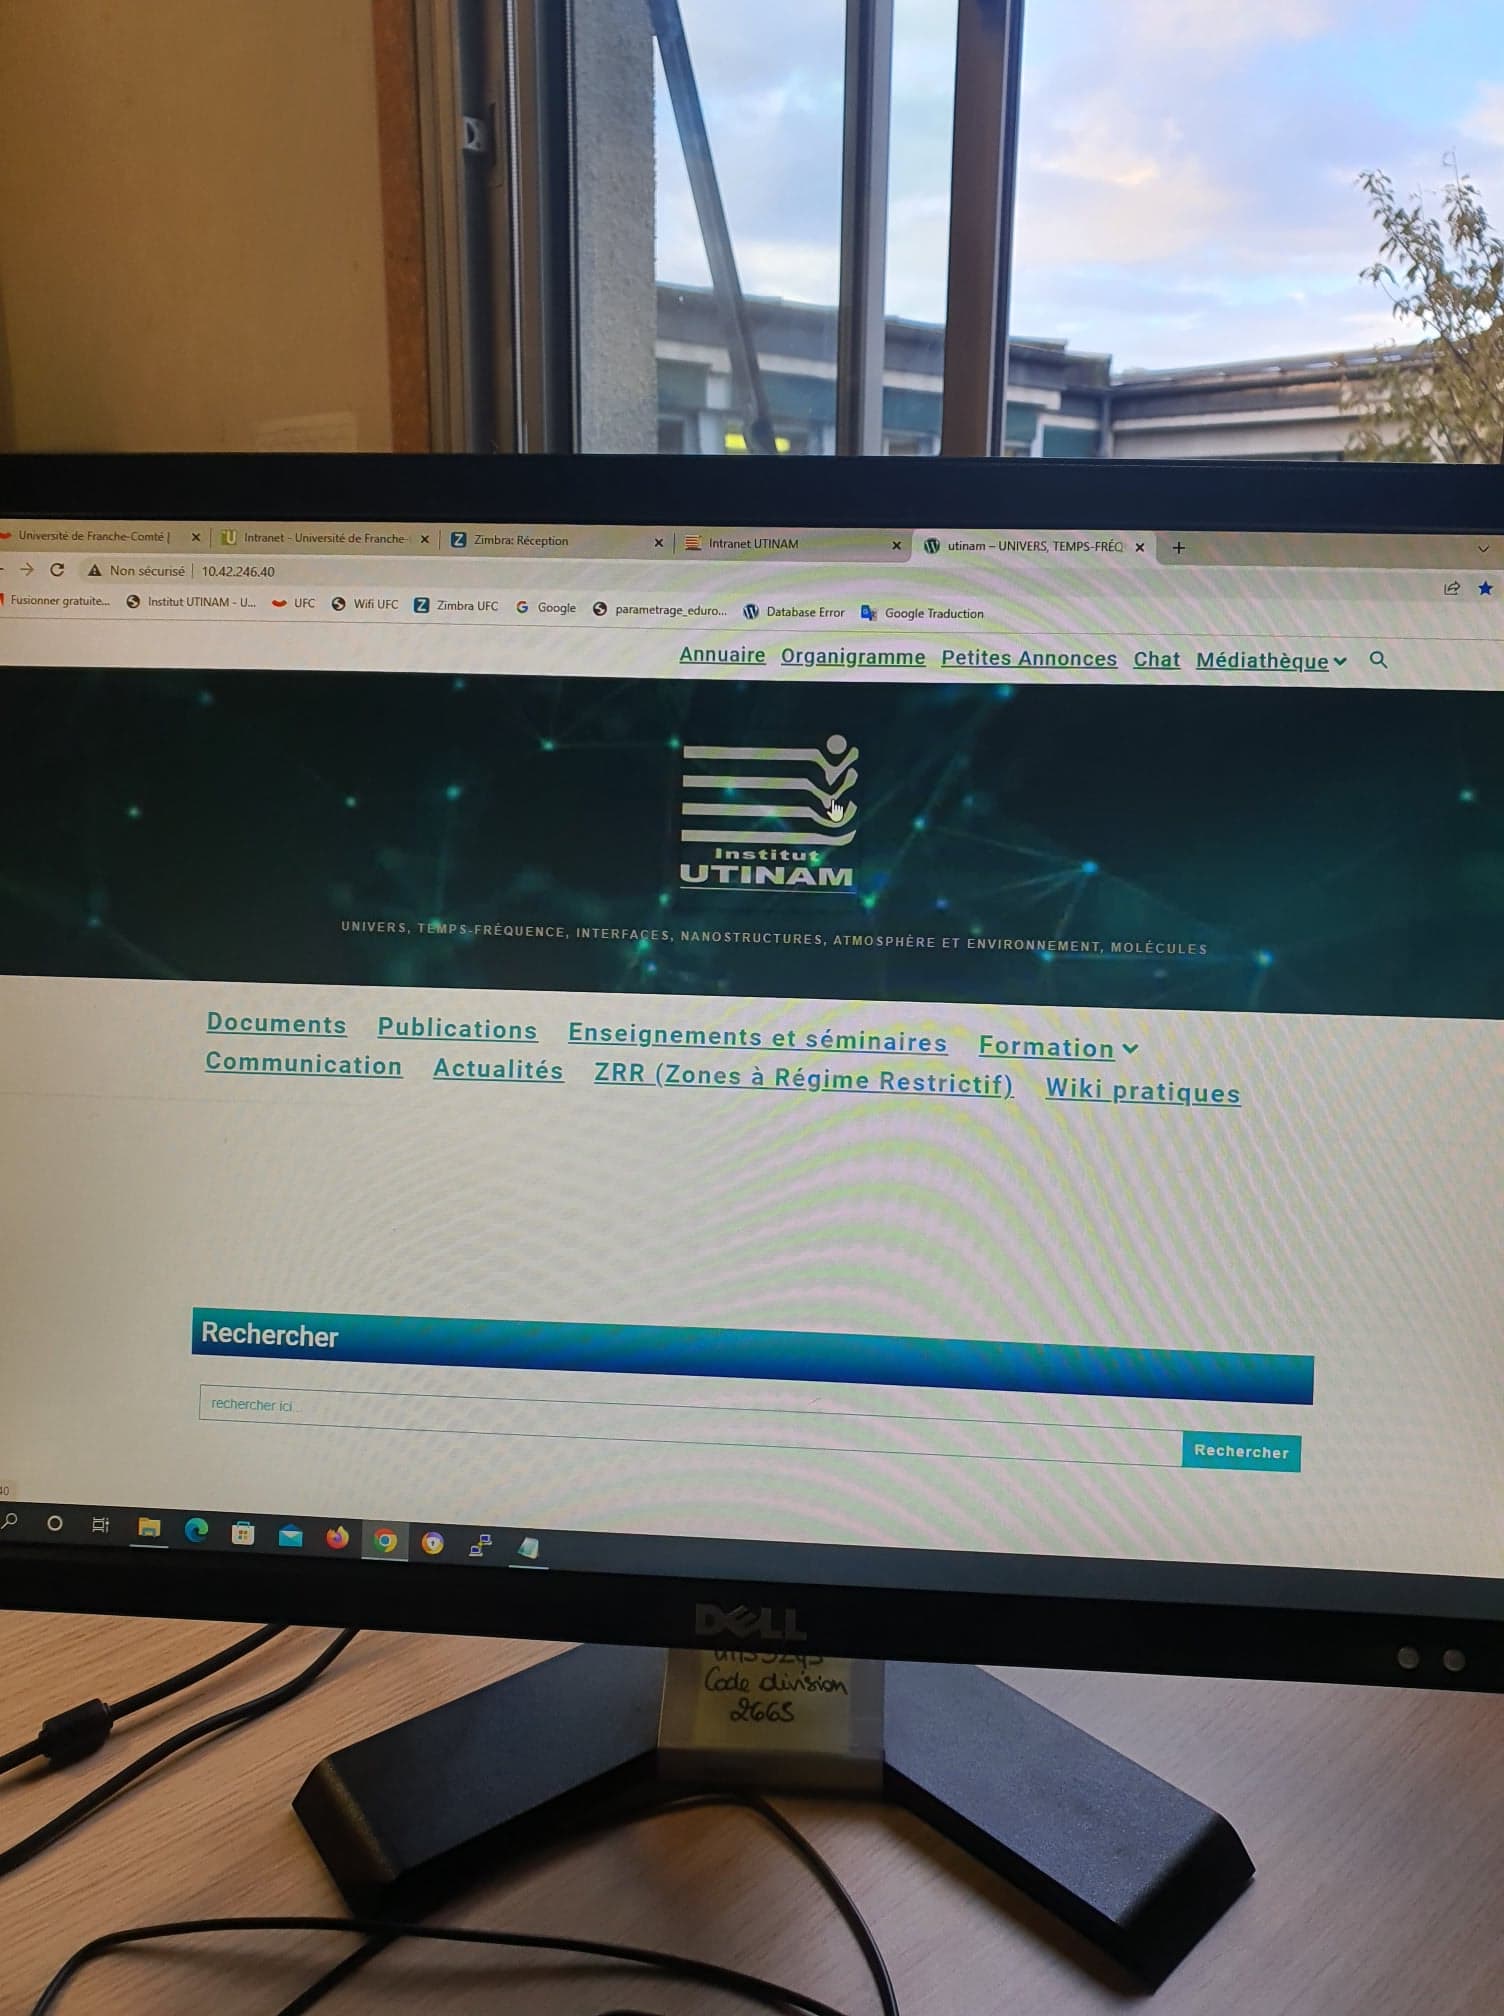 Université de Franche-Comté |
Intranet - Université de Franche-
Zimbra: Réception
Intranet UTINAM
utinam – UNIVERS, TEMPS-FRÉQ
Non sécurisé
10.42.246.40
Fusionner gratuite...
Institut UTINAM - U...
UFC
Wifi UFC
Zimbra UFC
Google
parametrage_eduro...
Database Error
Google Traduction
Annuaire Organigramme Petites Annonces Chat Médiathèque
Institut
UTINAM
UNIVERS, TEMPS-FRÉQUENCE, INTERFACES, NANOSTRUCTURES, ATMOSPHÈRE ET ENVIRONNEMENT, MOLÉCULES
Documents Publications Enseignements et séminaires Formation
Communication Actualités ZRR (Zones à Régime Restrictif) Wiki pratiques
Rechercher
rechercher ici...
Rechercher
DELL
Code division
2665